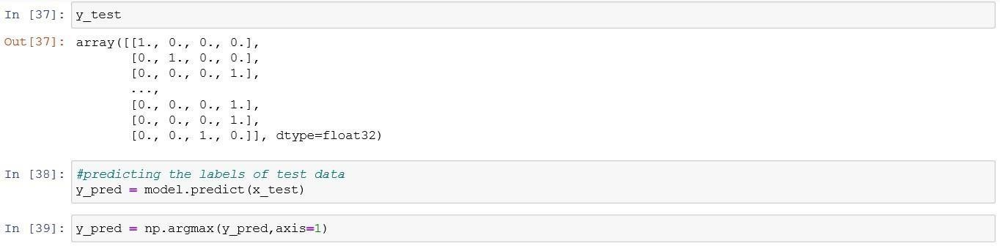 In [37]: y_test
Out[37]: array([[1., 0., 0., 0.],
[0., 1., 0., 0.],
[0., 0., 0., 1.],
...,
[0., 0., 0., 1.],
[0., 0., 0., 1.],
[0., 0., 1., 0.]], dtype=float32)
In [38]: #predicting the labels of test data
y_pred = model.predict(x_test)
In [39]: y_pred = np.argmax(y_pred,axis=1)